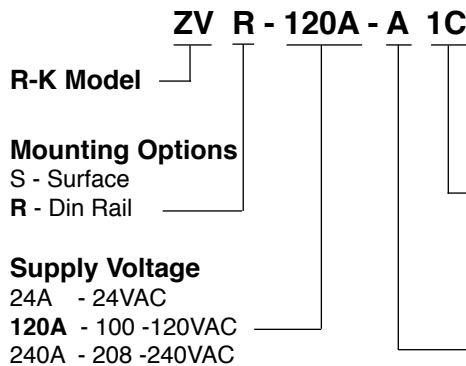 ZV R - 120A - A 1C
R-K Model
Mounting Options
S - Surface
R - Din Rail
Supply Voltage
24A - 24VAC
120A - 100 -120VAC
240A - 208 -240VAC